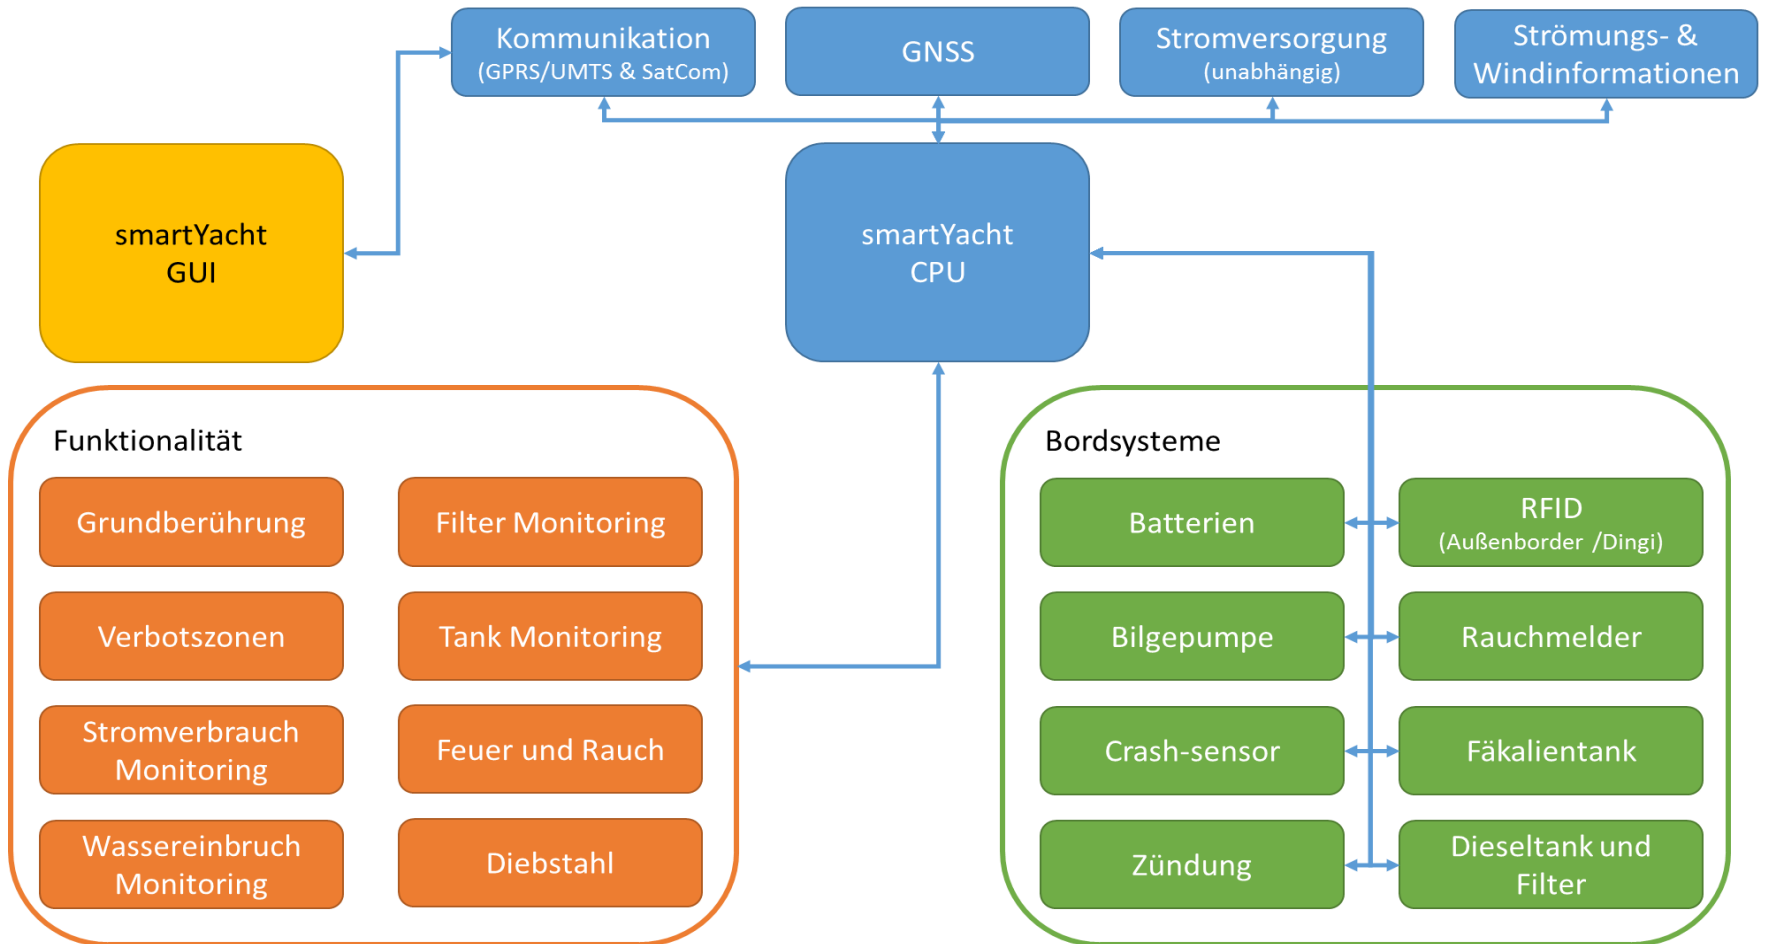 Kommunikation
(GPRS/UMTS & SatCom)
GNSS
Stromversorgung
(unabhängig)
Strömungs- &
Windinformationen
smartYacht
GUI
smartYacht
CPU
Funktionalität
Grundberührung
Filter Monitoring
Verbotszonen
Tank Monitoring
Stromverbrauch
Monitoring
Feuer und Rauch
Wassereinbruch
Monitoring
Diebstahl
Bordsysteme
Batterien
RFID
(Außenborder /Dingi)
Bilgepumpe
Rauchmelder
Crash-sensor
Fäkalientank
Zündung
Dieseltank und
Filter